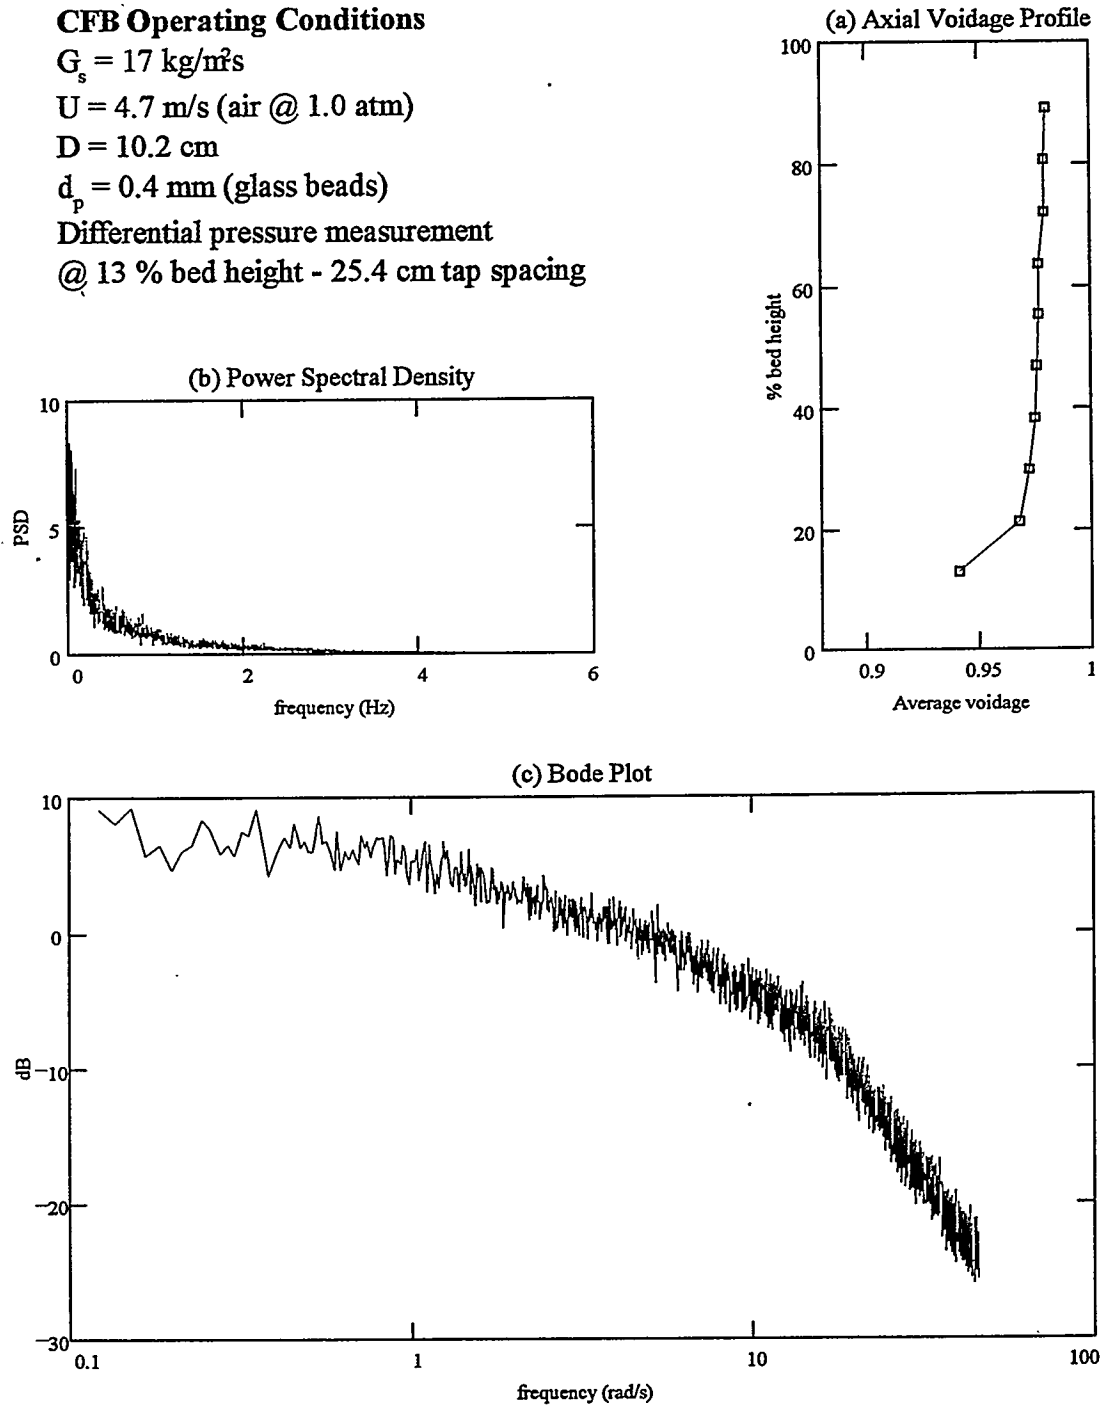 CFB Operating Conditions
G_s = 17 kg/m²s
U = 4.7 m/s (air @ 1.0 atm)
D = 10.2 cm
d_p = 0.4 mm (glass beads)
Differential pressure measurement
@ 13 % bed height - 25.4 cm tap spacing
(a) Axial Voidage Profile
100
80
60
40
20
0
% bed height
0.9 0.95 1
Average voidage
(b) Power Spectral Density
10
5
0
PSD
0 2 4 6
frequency (Hz)
(c) Bode Plot
10
0
−10
−20
−30
dB
0.1 1 10 100
frequency (rad/s)